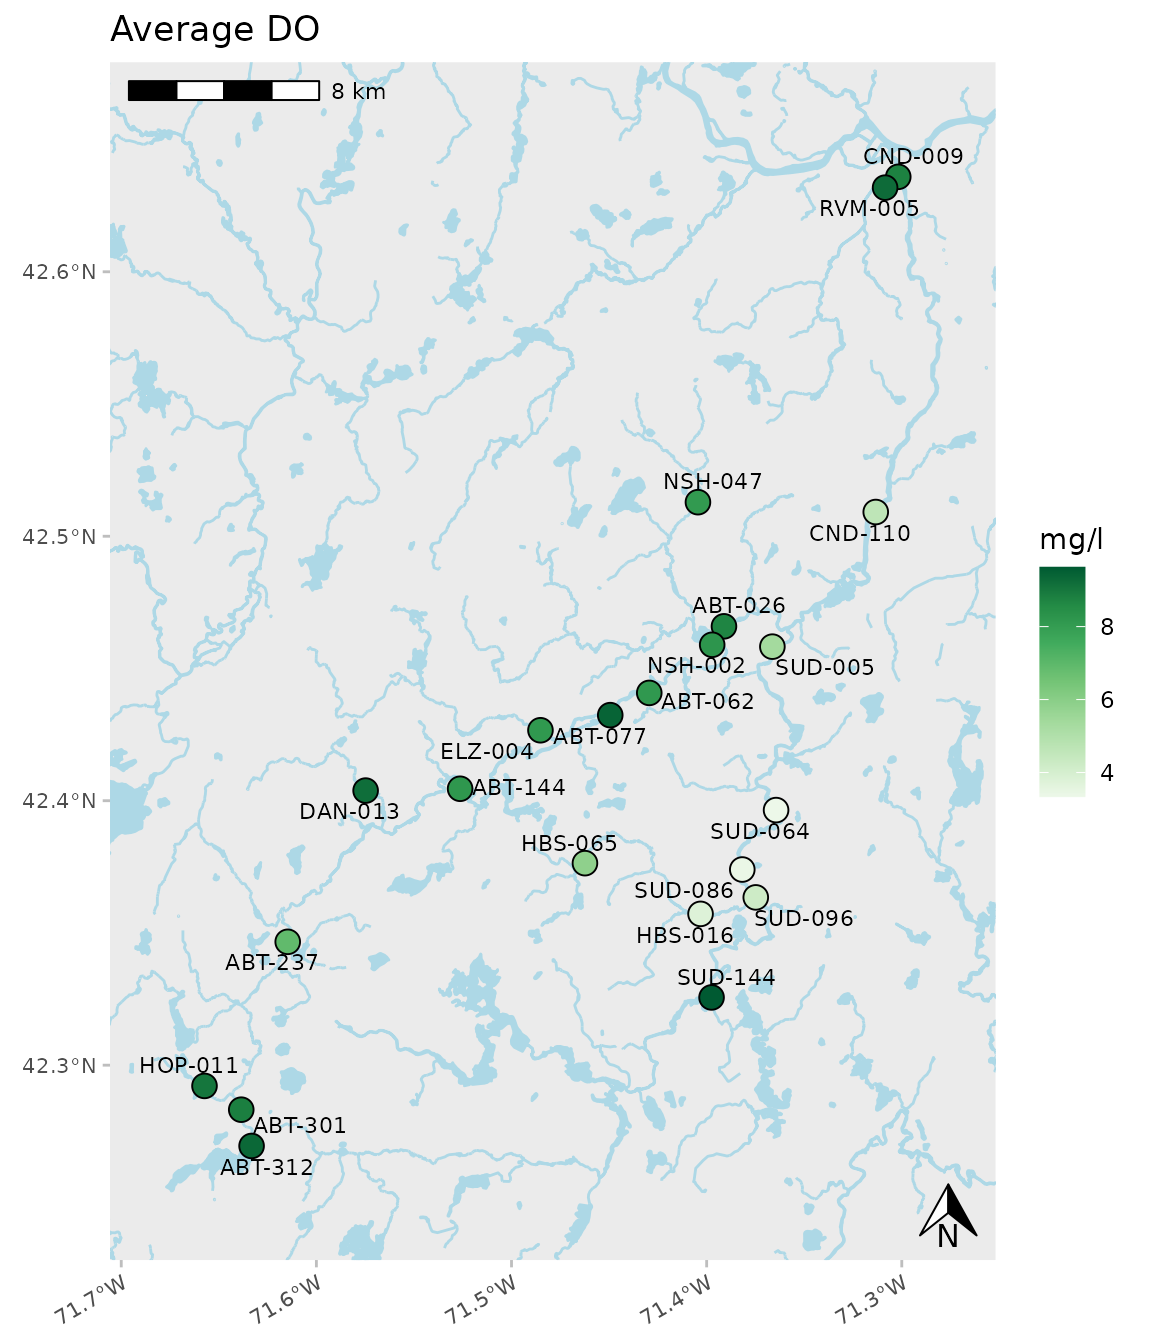 Average DO
8 km
CND-009
RVM-005
42.6°N
NSH-047
42.5°N
CND-110
mg/l
ABT-026
8
NSH-002
SUD-005
ABT-062
6
ABT-077
ELZ-004
4
ABT-144
42.4°N
DAN-013
SUD-064
HBS-065
SUD-086
SUD-096
HBS-016
ABT-237
SUD-144
HOP-011
42.3°N
ABT-301
ABT-312
N
71.7°W 71.6°W 71.5°W 71.4°W 71.3°W